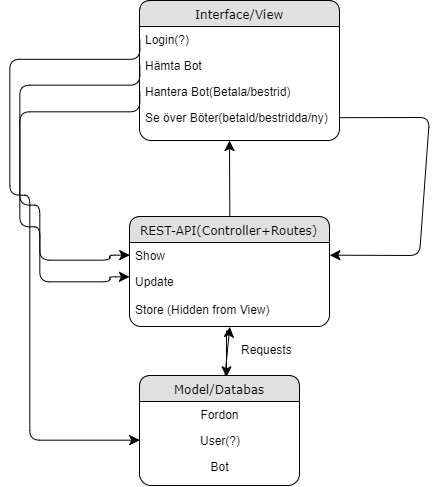 Interface/View
Login(?)
Hämta Bot
Hantera Bot(Betala/bestrid)
Se över Böter(betald/bestridda/ny)
REST-API(Controller+Routes)
Show
Update
Store (Hidden from View)
Requests
Model/Databas
Fordon
User(?)
Bot